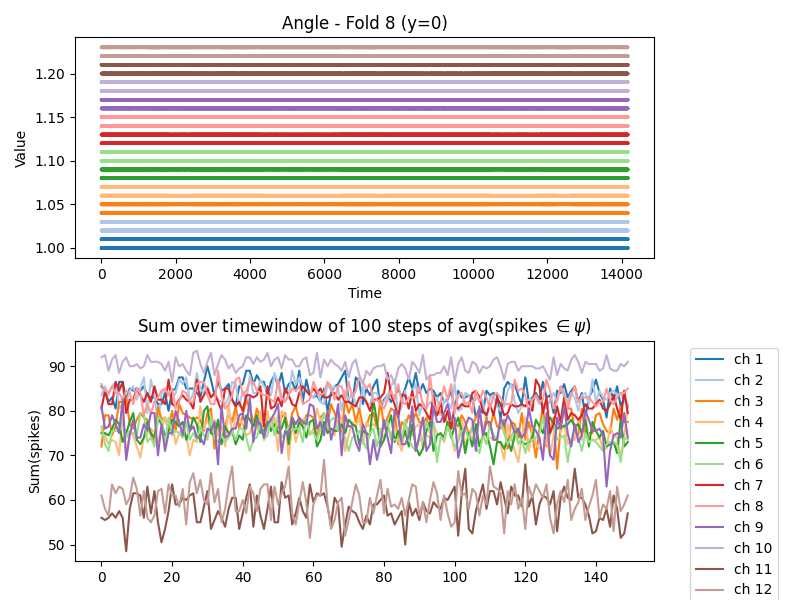 Angle - Fold 8 (y=0)
1.20
1.15
1.10
1.05
1.00
Value
0 2000 4000 6000 8000 10000 12000 14000
Time
Sum over timewindow of 100 steps of avg(spikes ∈ψ)
90
80
70
60
50
Sum(spikes)
0 20 40 60 80 100 120 140
ch 1
ch 2
ch 3
ch 4
ch 5
ch 6
ch 7
ch 8
ch 9
ch 10
ch 11
ch 12